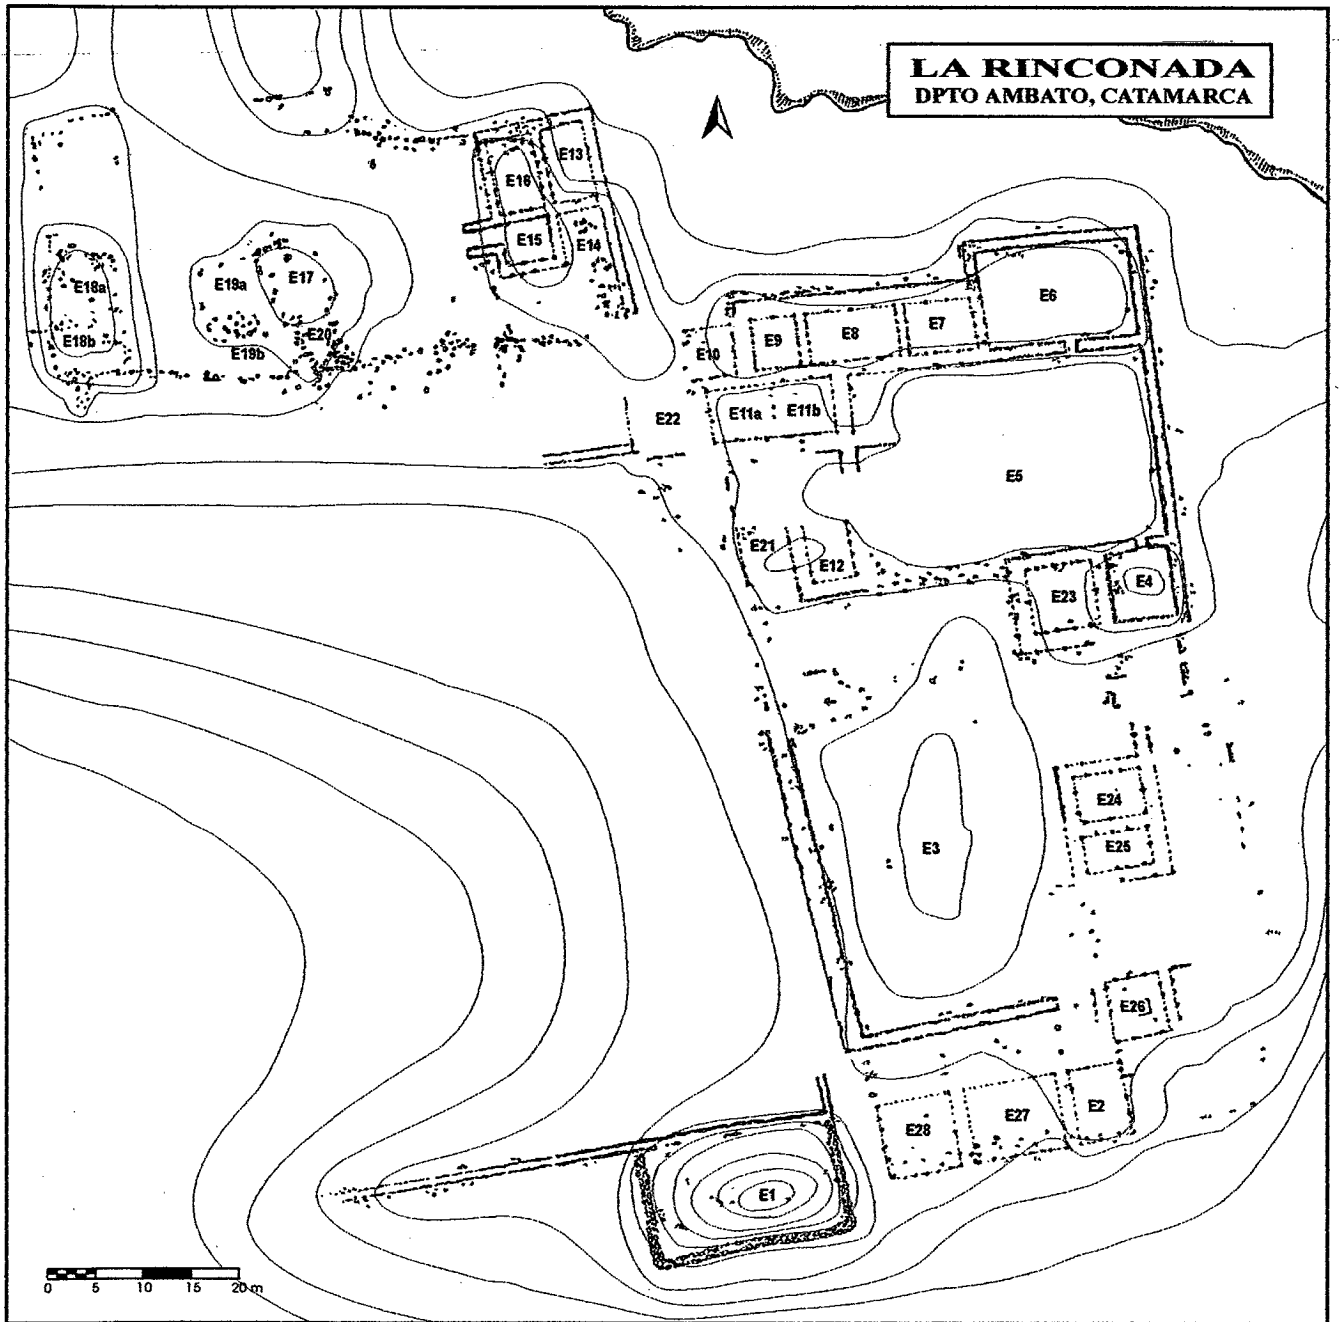 LA RINCONADA
DPTO AMBATO, CATAMARCA
E13
E16
E15
E14
E18a
E19a
E17
E6
E18b
E20
E19b
E10
E9
E8
E7
E22
E11a
E11b
E5
E21
E12
E23
E4
E24
E3
E25
E26
E28
E27
E2
E1
0 5 10 15 20 m